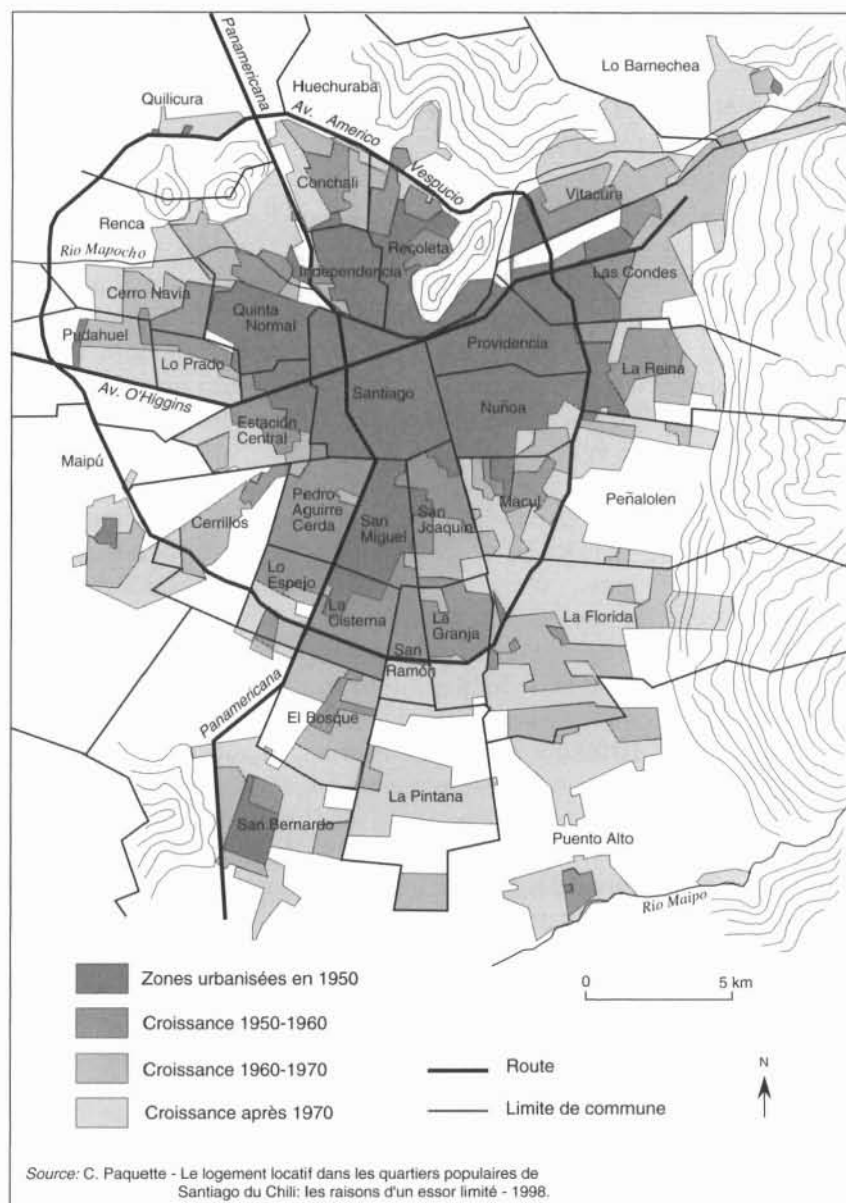 Panamericana
Lo Barnechea
Huechuraba
Quilicura
Av. Americo
Vespucio
Conchali
Vitacura
Renca
Recoleta
Rio Mapocho
Independencia
Las Condes
Cerro Navia
Quinta
Normal
Pudahuel
Providencia
Lo Prado
La Reina
Av. O'Higgins
Santiago
Nuñoa
Estación
Central
Maipú
Peñalolen
Pedro
Aguirre
Cerda
Macul
San
Joaquin
Cerrillos
San
Miguel
Lo
Espejo
La
Cisterna
La
Granja
La Florida
San
Ramón
Panamericana
El Bosque
La Pintana
San Bernardo
Puento Alto
Rio Maipo
Zones urbanisées en 1950
0 5 km
Croissance 1950-1960
Croissance 1960-1970
Route
N
Croissance après 1970
Limite de commune
Source: C. Paquette - Le logement locatif dans les quartiers populaires de
Santiago du Chili: les raisons d'un essor limité - 1998.